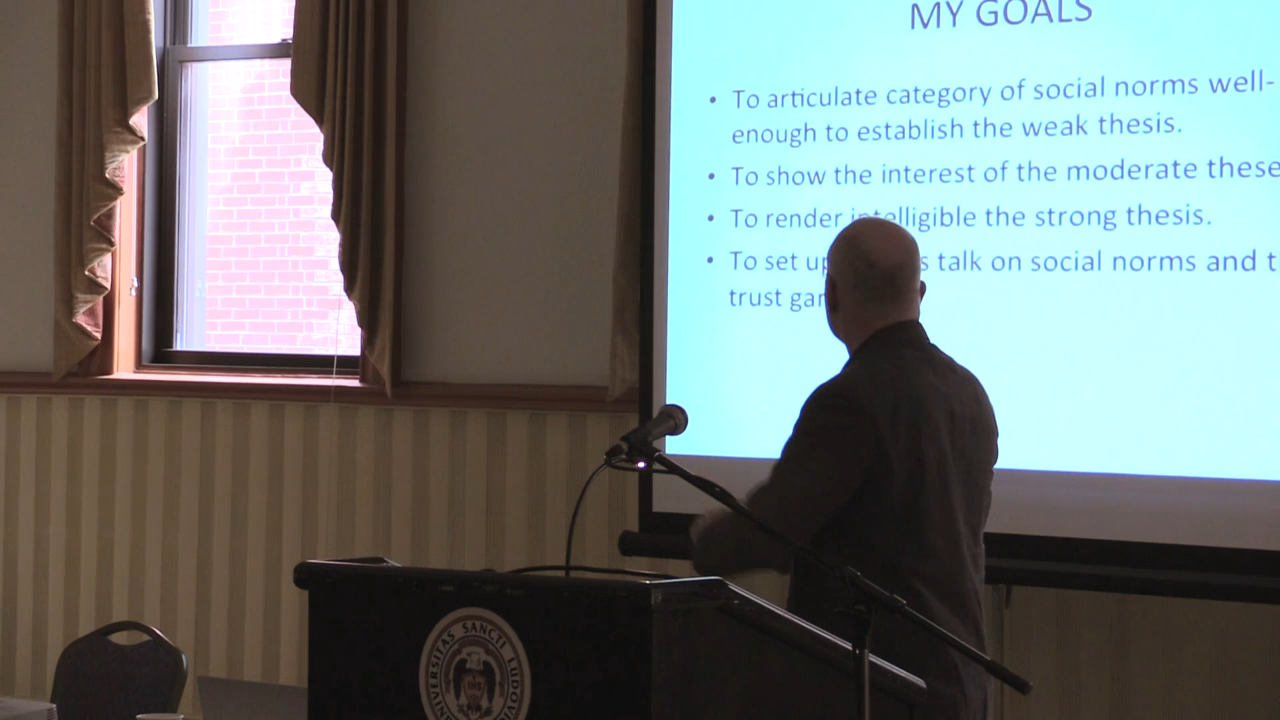 MY GOALS
• To articulate category of social norms well-
enough to establish the weak thesis.
• To show the interest of the moderate these
• To render intelligible the strong thesis.
• To set up talk on social norms and t
trust
UNIVERSITAS SANCTI LUDOVI
IHS